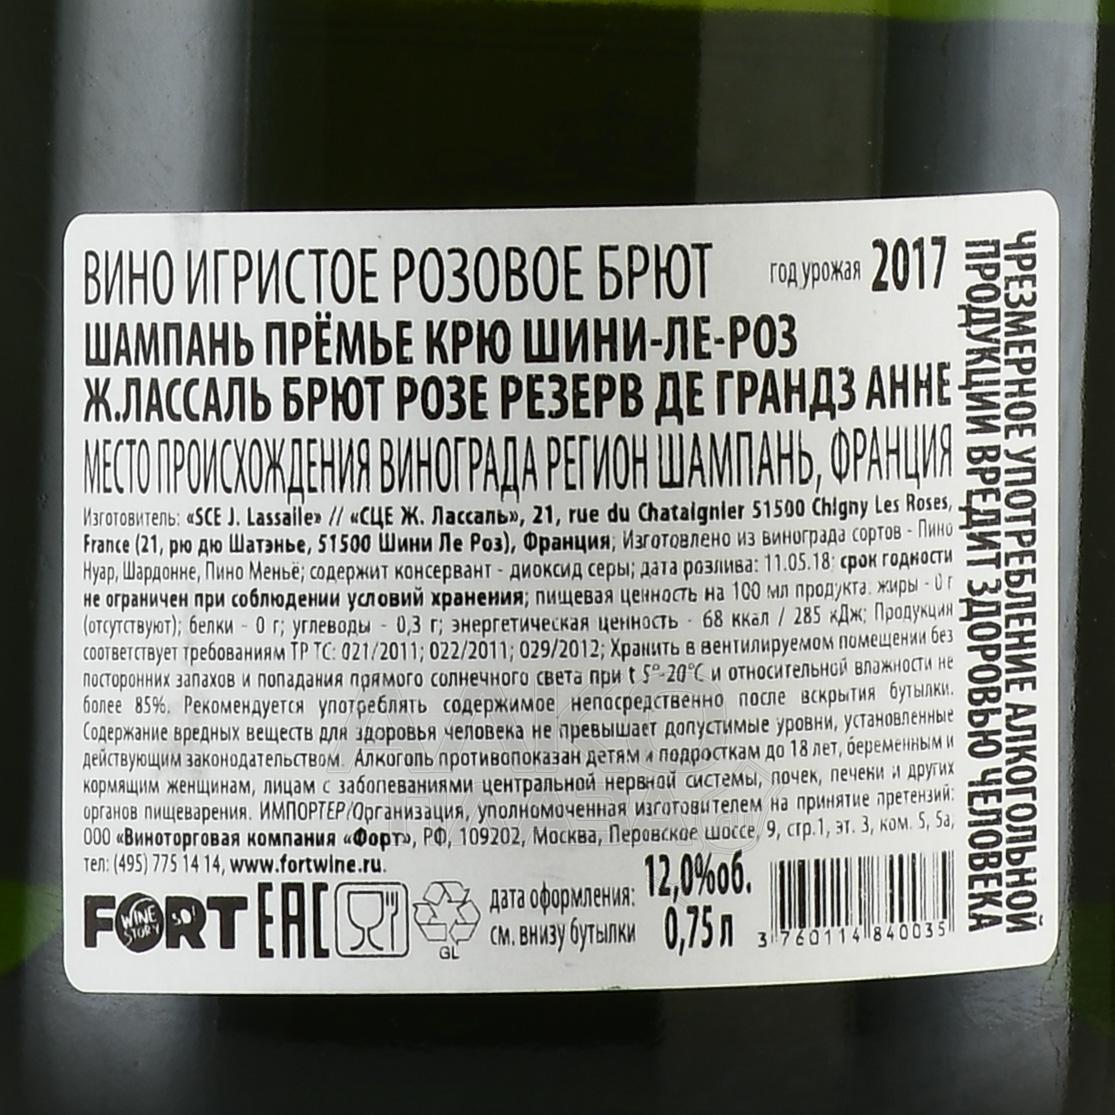 ВИНО ИГРИСТОЕ РОЗОВОЕ БРЮТ год урожая 2017
ШАМПАНЬ ПРЁМЬЕ КРЮ ШИНИ-ЛЕ-РОЗ
Ж.ЛАССАЛЬ БРЮТ РОЗЕ РЕЗЕРВ ДЕ ГРАНДЗ АННЕ
МЕСТО ПРОИСХОЖДЕНИЯ ВИНОГРАДА РЕГИОН ШАМПАНЬ, ФРАНЦИЯ
Изготовитель: «SCE J. Lassalle» // «СЦЕ Ж. Лассаль», 21, rue du Chataignier 51500 Chigny Les Roses,
France (21, рю дю Шатэнье, 51500 Шини Ле Роз), Франция; Изготовлено из винограда сортов - Пино
Нуар, Шардонне, Пино Меньё; содержит консервант - диоксид серы; дата розлива: 11.05.18; срок годности
не ограничен при соблюдении условий хранения; пищевая ценность на 100 мл продукта: жиры - 0 г
(отсутствуют); белки - 0 г; углеводы - 0,3 г; энергетическая ценность - 68 ккал / 285 кДж; Продукция
соответствует требованиям ТР ТС: 021/2011; 022/2011; 029/2012; Хранить в вентилируемом помещении без
посторонних запахов и попадания прямого солнечного света при t 5°-20°С и относительной влажности не
более 85%. Рекомендуется употреблять содержимое непосредственно после вскрытия бутылки.
Содержание вредных веществ для здоровья человека не превышает допустимые уровни, установленные
действующим законодательством. Алкоголь противопоказан детям и подросткам до 18 лет, беременным и
кормящим женщинам, лицам с заболеваниями центральной нервной системы, почек, печени и других
органов пищеварения. ИМПОРТЕР/Организация, уполномоченная изготовителем на принятие претензий:
ООО «Виноторговая компания «Форт», РФ, 109202, Москва, Перовское шоссе, 9, стр.1, эт. 3, ком. 5, 5а;
тел: (495) 775 14 14, www.fortwine.ru.
FORT WINE STORY SO! EAC
GL
дата оформления:
см. внизу бутылки
12,0%об.
0,75 л
3 760114 840035
ЧРЕЗМЕРНОЕ УПОТРЕБЛЕНИЕ АЛКОГОЛЬНОЙ
ПРОДУКЦИИ ВРЕДИТ ЗДОРОВЬЮ ЧЕЛОВЕКА